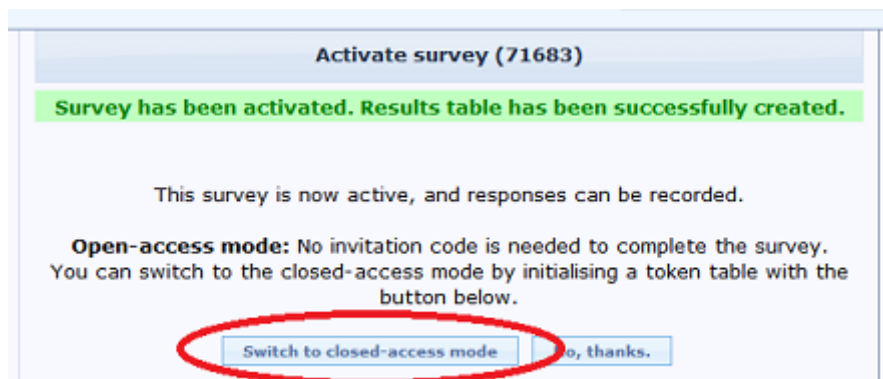 Activate survey (71683)
Survey has been activated. Results table has been successfully created.
This survey is now active, and responses can be recorded.
Open-access mode: No invitation code is needed to complete the survey.
You can switch to the closed-access mode by initialising a token table with the
button below.
Switch to closed-access mode
No, thanks.